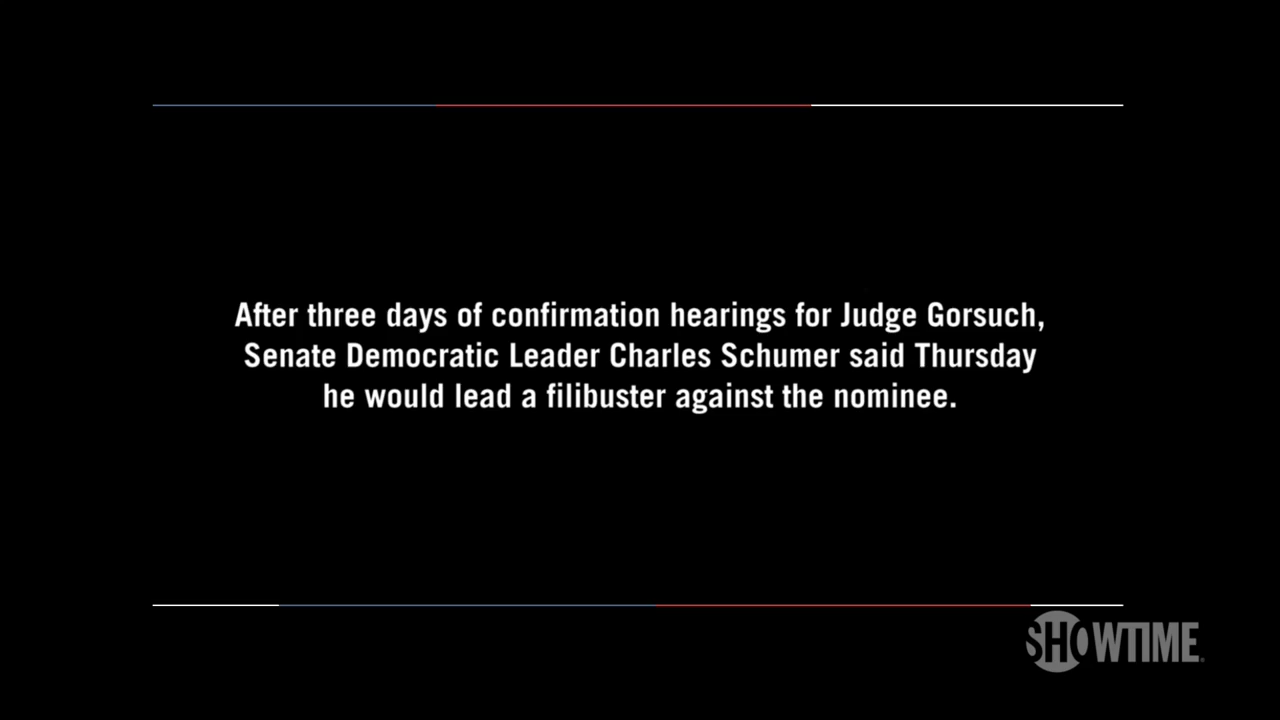 After three days of confirmation hearings for Judge Gorsuch,
Senate Democratic Leader Charles Schumer said Thursday
he would lead a filibuster against the nominee.
SHOWTIME